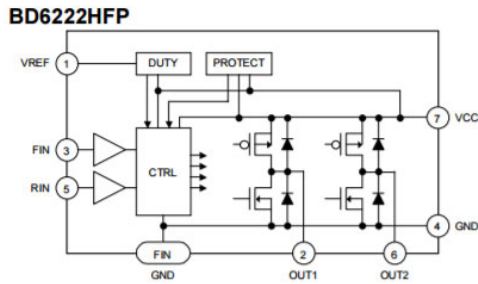 BD6222HFP
VREF 1 DUTY PROTECT
7 VCC
FIN 3
CTRL
RIN 5
4 GND
FIN 2 6
GND OUT1 OUT2